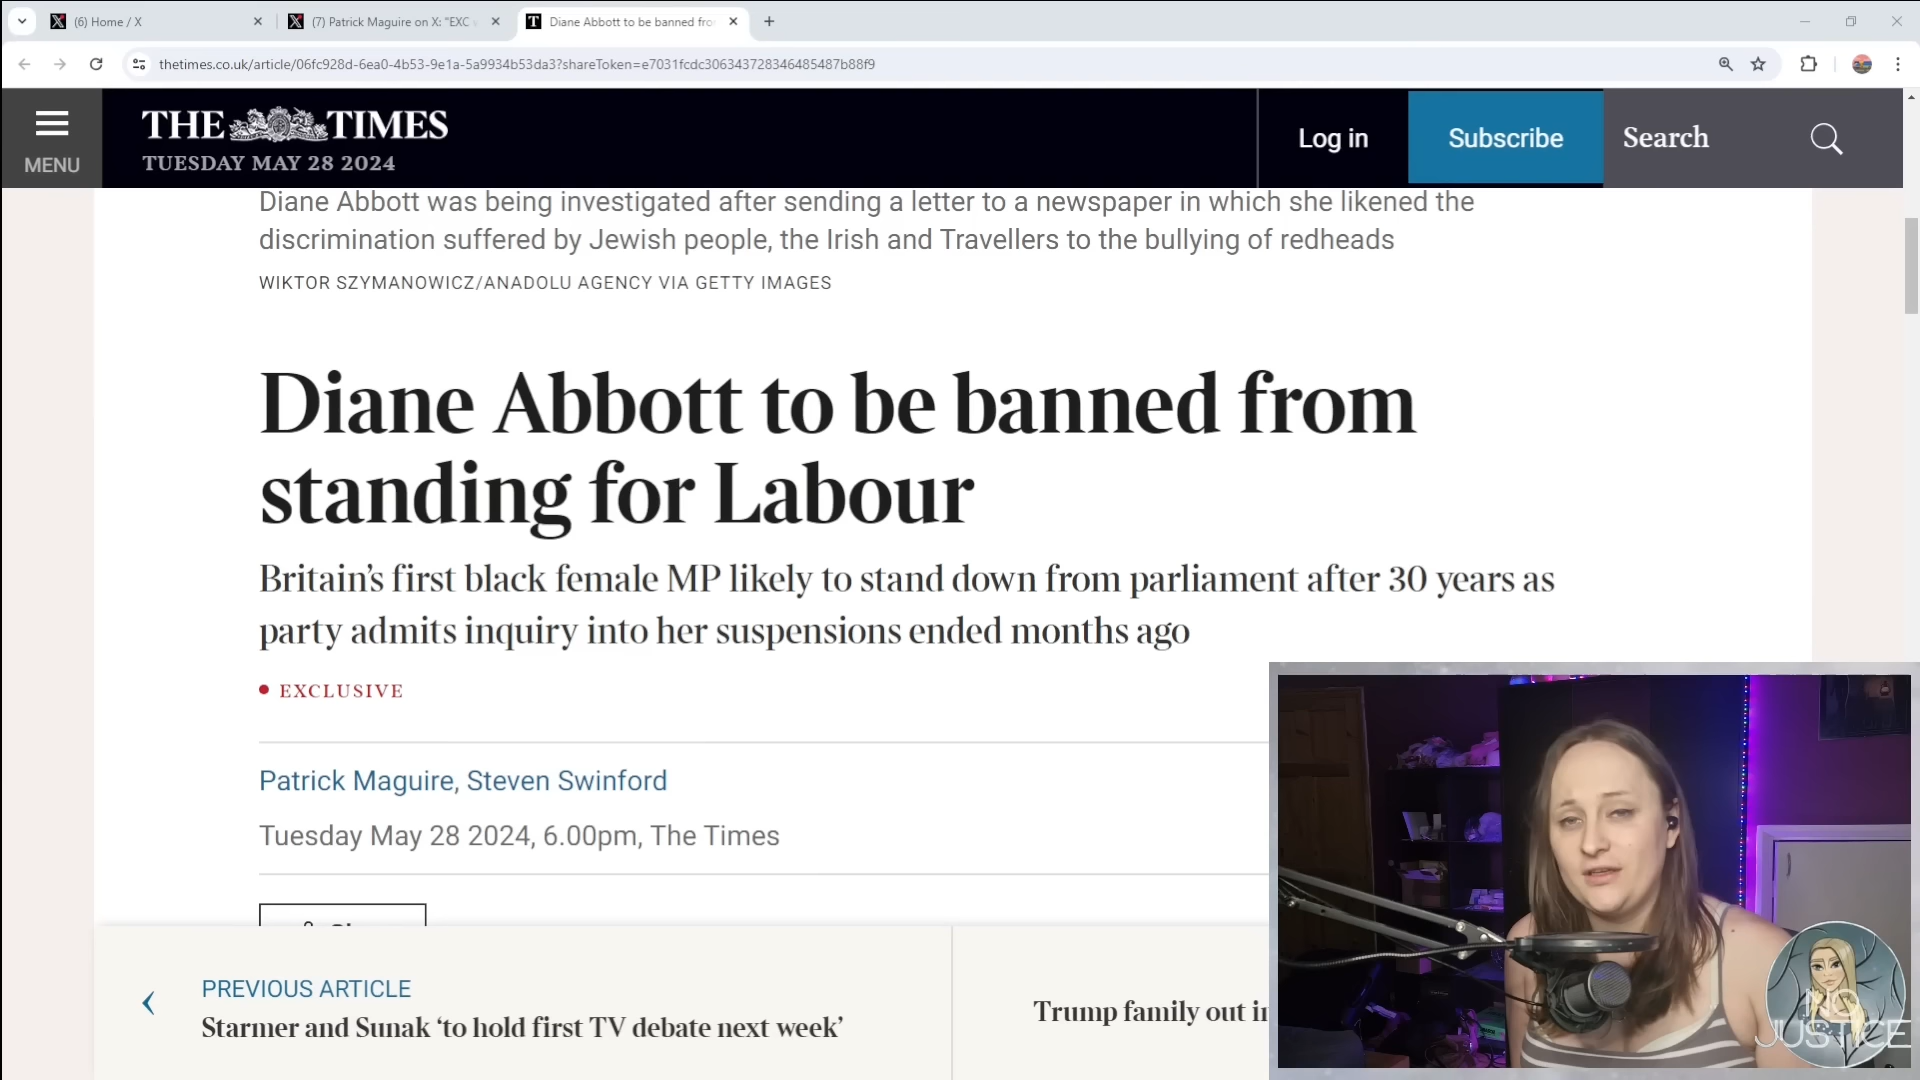 (6) Home / X
(7) Patrick Maguire on X: "EXC
Diane Abbott to be banned fro
thetimes.co.uk/article/06fc928d-6ea0-4b53-9e1a-5a9934b53da3?shareToken=e7031fcdc306343728346485487b88f9
MENU
THE TIMES
TUESDAY MAY 28 2024
Log in
Subscribe
Search
Diane Abbott was being investigated after sending a letter to a newspaper in which she likened the
discrimination suffered by Jewish people, the Irish and Travellers to the bullying of redheads
WIKTOR SZYMANOWICZ/ANADOLU AGENCY VIA GETTY IMAGES
Diane Abbott to be banned from
standing for Labour
Britain’s first black female MP likely to stand down from parliament after 30 years as
party admits inquiry into her suspensions ended months ago
EXCLUSIVE
Patrick Maguire, Steven Swinford
Tuesday May 28 2024, 6.00pm, The Times
PREVIOUS ARTICLE
Starmer and Sunak ‘to hold first TV debate next week’
Trump family out i
NO
JUSTICE